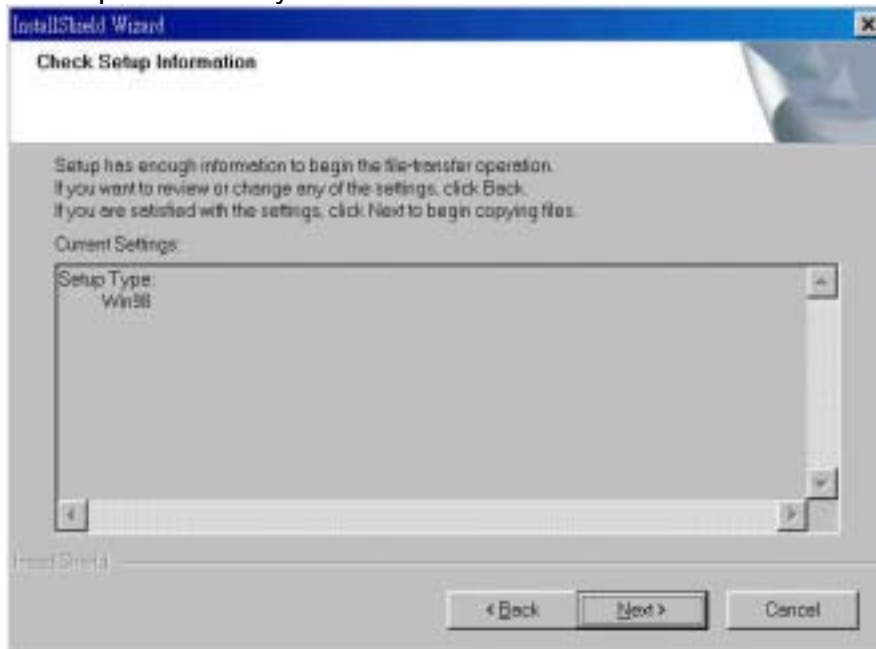 InstallShield Wizard
Check Setup Information
Setup has enough information to begin the file-transfer operation.
If you want to review or change any of the settings, click Back.
If you are satisfied with the settings, click Next to begin copying files.
Current Settings:
Setup Type:
Win98
InstallShield
< Back
Next >
Cancel